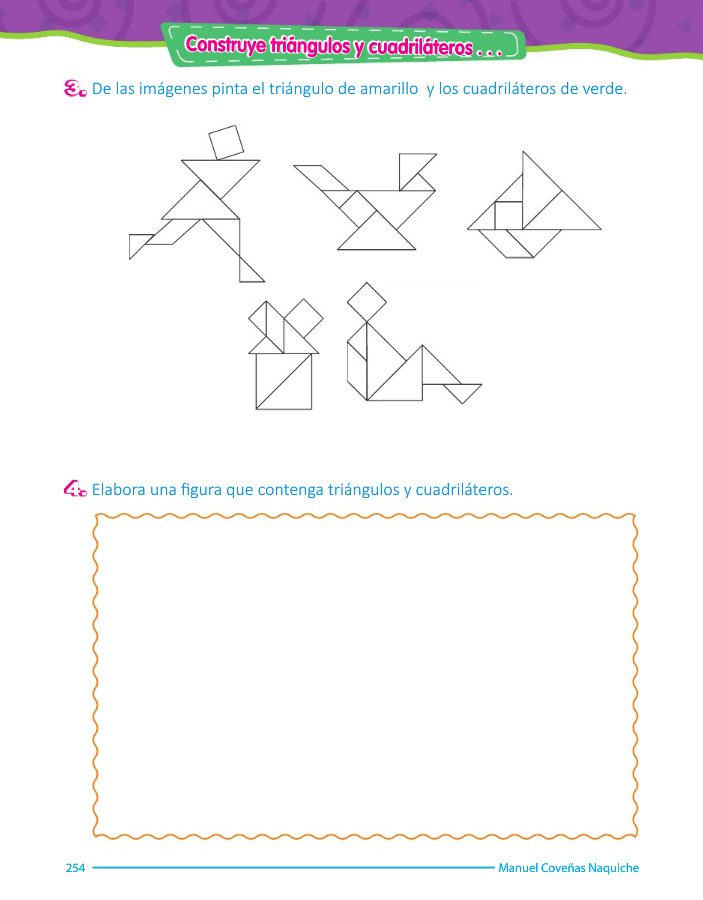 Construye triángulos y cuadriláteros . . .
3. De las imágenes pinta el triángulo de amarillo y los cuadriláteros de verde.
4. Elabora una figura que contenga triángulos y cuadriláteros.
254
Manuel Coveñas Naquiche